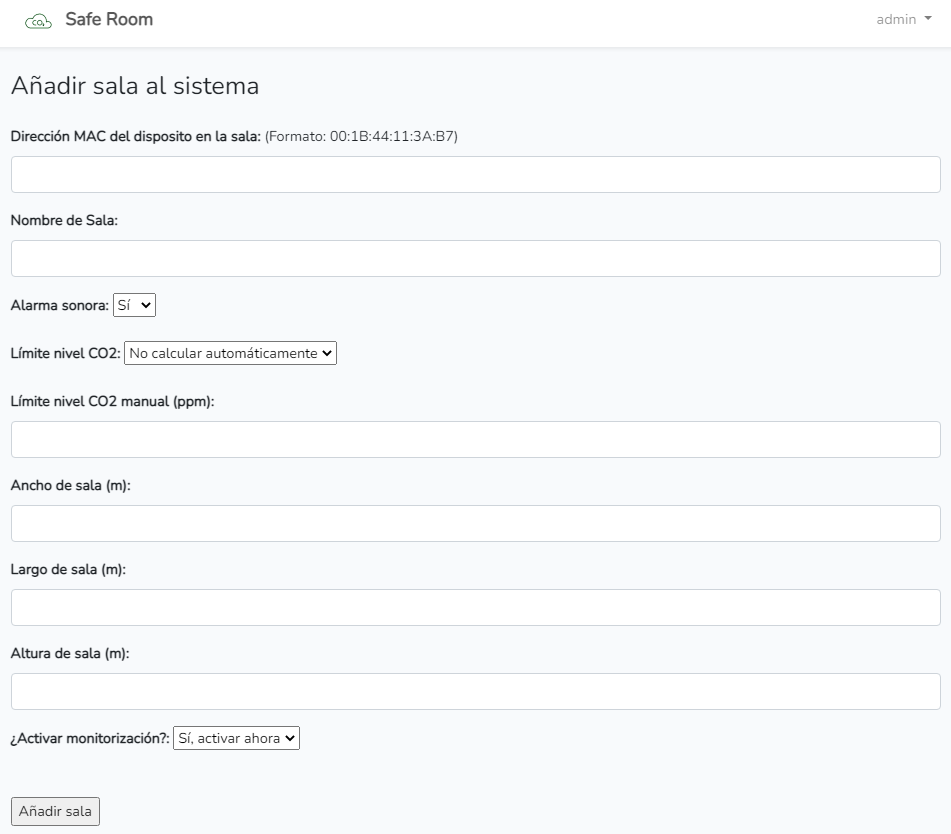 CO₂ Safe Room
admin
Añadir sala al sistema
Dirección MAC del disposito en la sala: (Formato: 00:1B:44:11:3A:B7)
Nombre de Sala:
Alarma sonora: Sí
Límite nivel CO2: No calcular automáticamente
Límite nivel CO2 manual (ppm):
Ancho de sala (m):
Largo de sala (m):
Altura de sala (m):
¿Activar monitorización?: Sí, activar ahora
Añadir sala